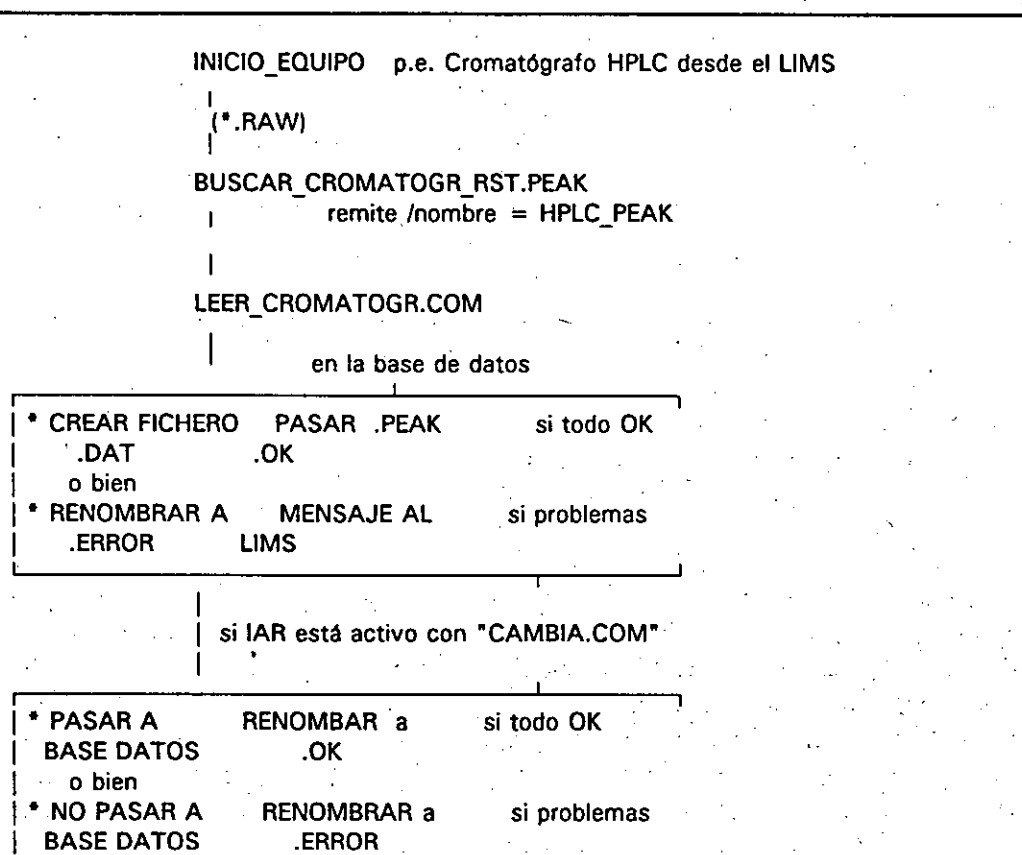 INICIO_EQUIPO p.e. Cromatógrafo HPLC desde el LIMS
(*.RAW)
BUSCAR_CROMATOGR_RST.PEAK
remite /nombre = HPLC_PEAK
LEER_CROMATOGR.COM
en la base de datos
* CREAR FICHERO PASAR .PEAK si todo OK
.DAT .OK
o bien
* RENOMBRAR A MENSAJE AL si problemas
.ERROR LIMS
si IAR está activo con "CAMBIA.COM"
* PASAR A RENOMBAR a si todo OK
BASE DATOS .OK
o bien
* NO PASAR A RENOMBRAR a si problemas
BASE DATOS .ERROR